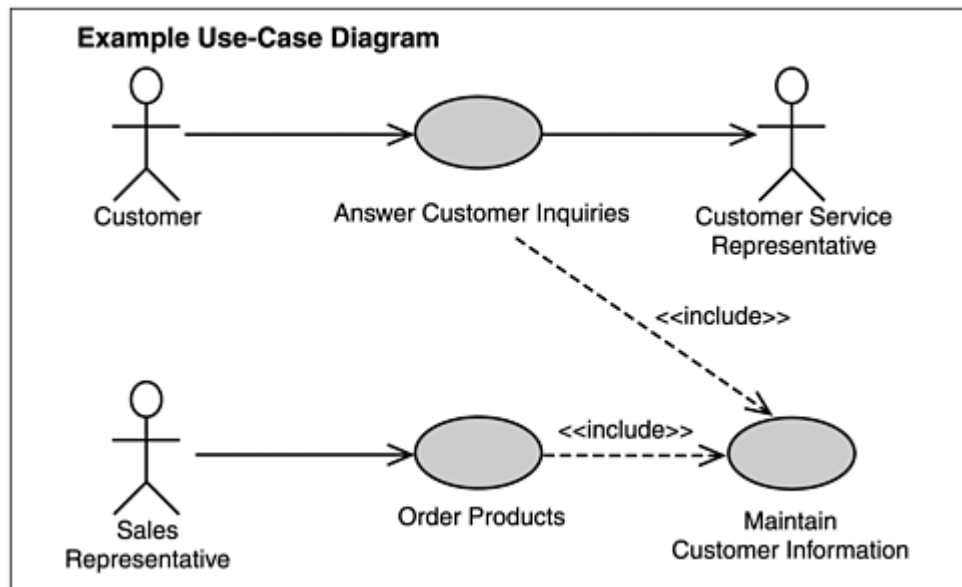 Example Use-Case Diagram
Customer
Answer Customer Inquiries
Customer Service
Representative
<<include>>
<<include>>
Sales
Representative
Order Products
Maintain
Customer Information